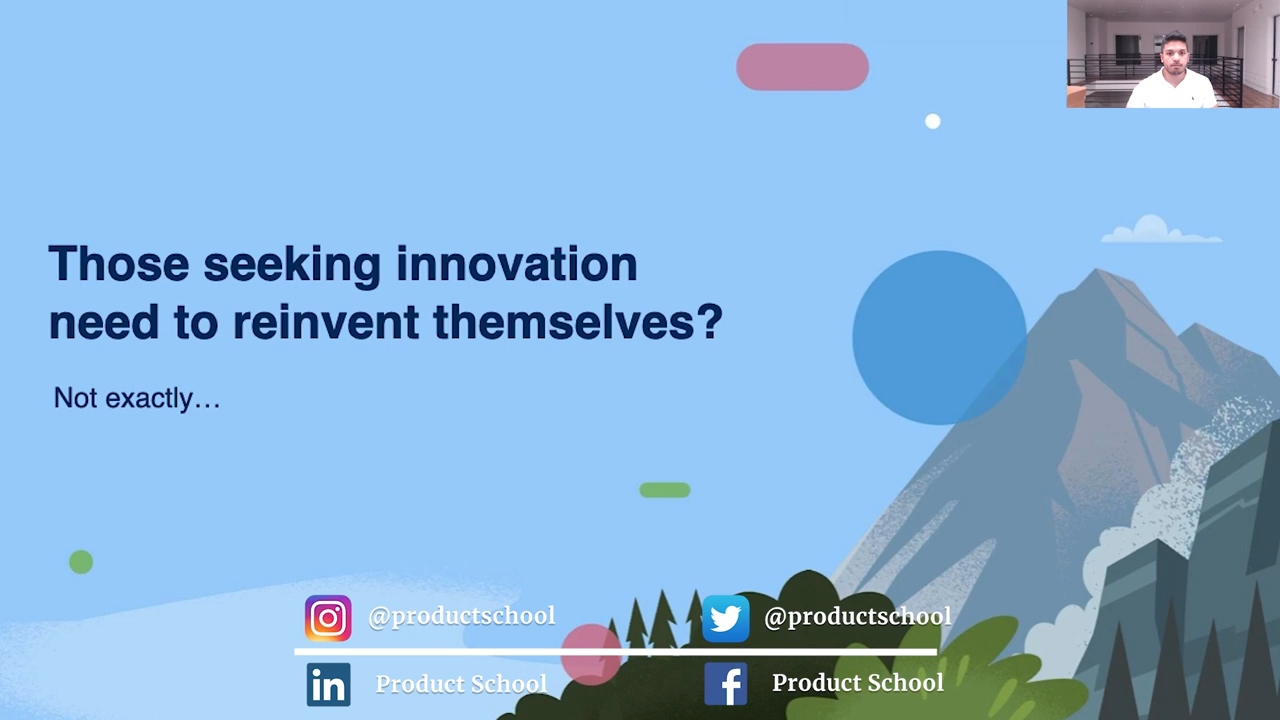 Those seeking innovation
need to reinvent themselves?
Not exactly…
@productschool
@productschool
Product School
Product School